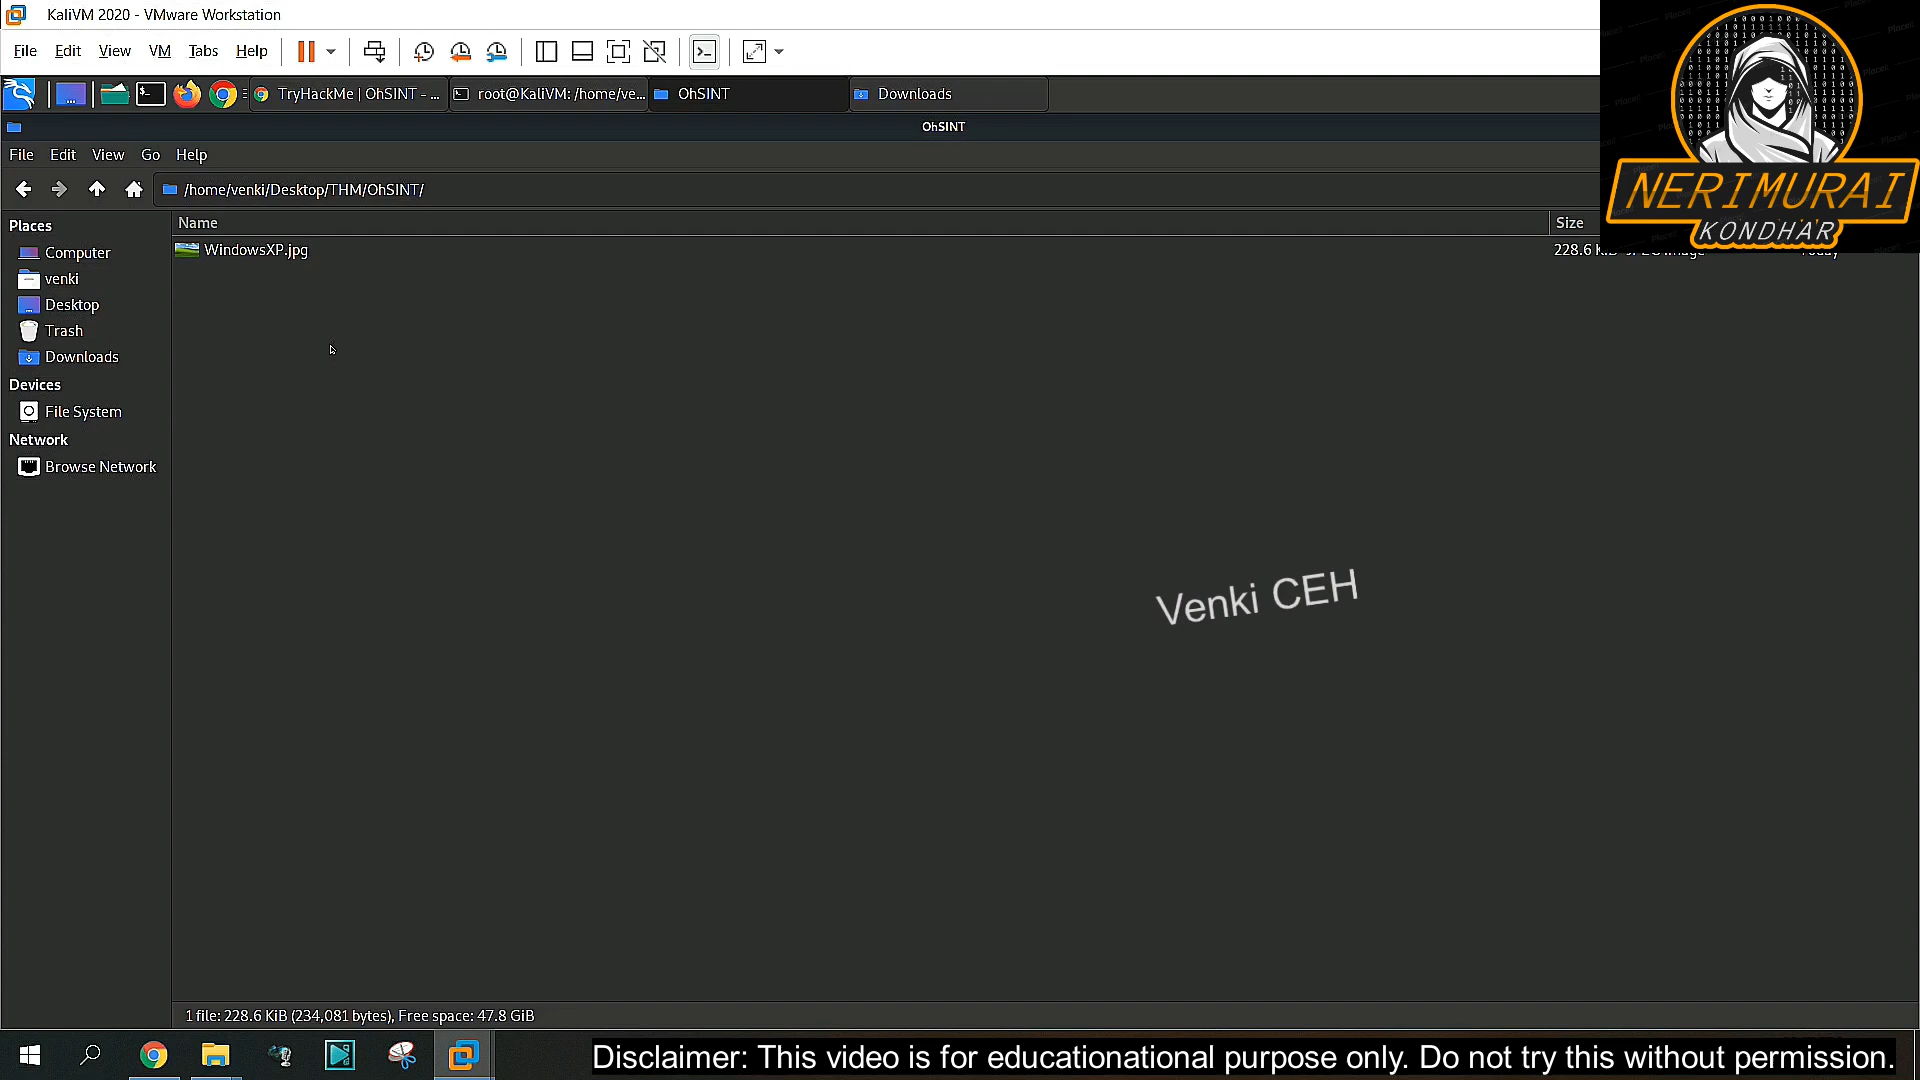 KaliVM 2020 - VMware Workstation
File Edit View VM Tabs Help
TryHackMe | OhSINT - ...
root@KaliVM: /home/ve...
OhSINT
Downloads
OhSINT
File Edit View Go Help
/home/venki/Desktop/THM/OhSINT/
Places
Computer
venki
Desktop
Trash
Downloads
Devices
File System
Network
Browse Network
Name Size
WindowsXP.jpg 228.6
NERIMURAI
KONDHAR
Venki CEH
1 file: 228.6 KiB (234,081 bytes), Free space: 47.8 GiB
Disclaimer: This video is for educationational purpose only. Do not try this without permission.